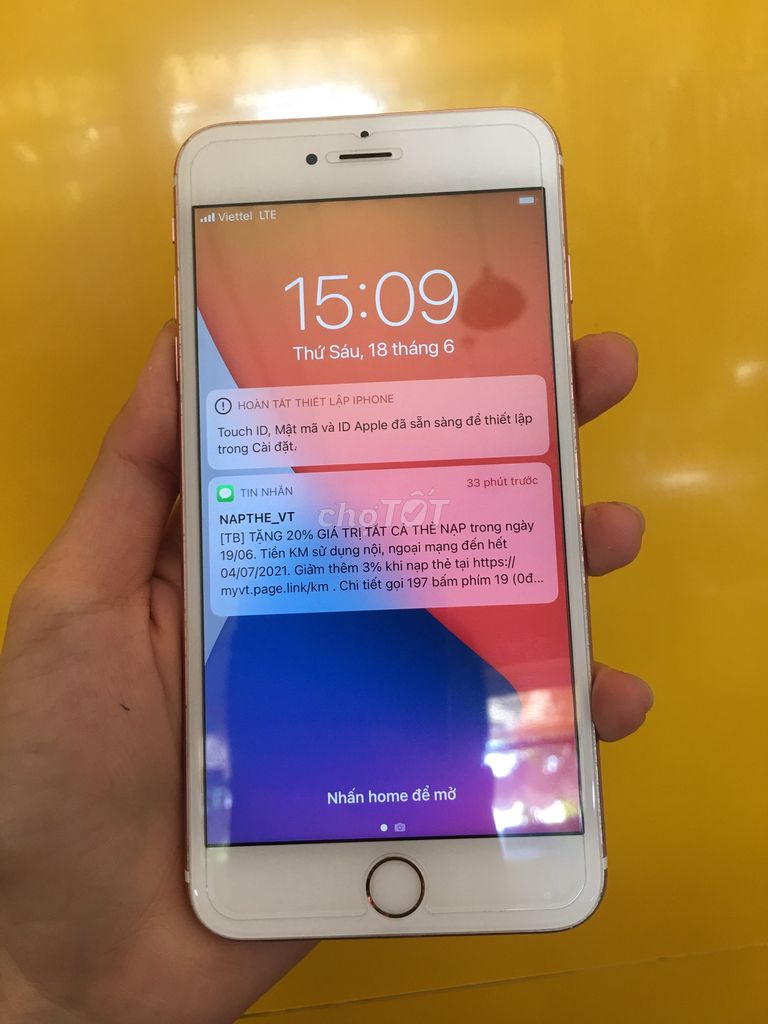 Viettel LTE
15:09
Thứ Sáu, 18 tháng 6
HOÀN TẤT THIẾT LẬP IPHONE
Touch ID, Mật mã và ID Apple đã sẵn sàng để thiết lập
trong Cài đặt.
TIN NHẮN 33 phút trước
NAPTHE_VT
choTỐT
[TB] TẶNG 20% GIÁ TRỊ TẤT CẢ THẺ NẠP trong ngày
19/06. Tiền KM sử dụng nội, ngoại mạng đến hết
04/07/2021. Giảm thêm 3% khi nạp thẻ tại https://
myvt.page.link/km . Chi tiết gọi 197 bấm phím 19 (0đ...
Nhấn home để mở